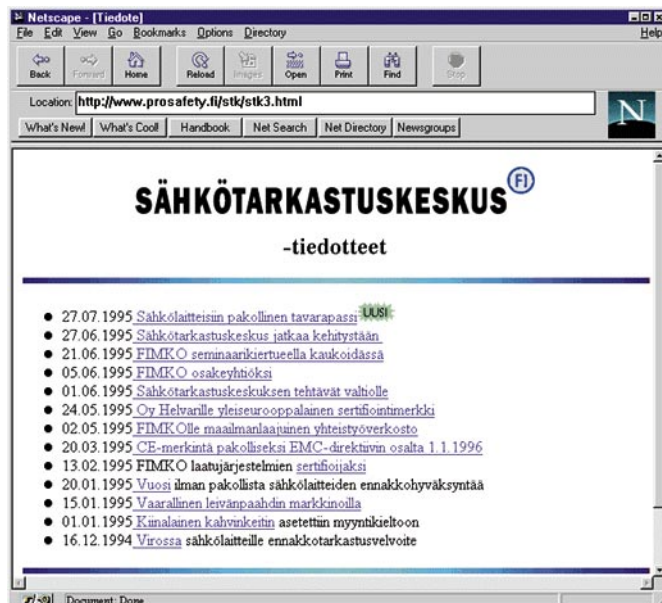 Netscape - [Tiedote]
File Edit View Go Bookmarks Options Directory Help
Back Forward Home Reload Images Open Print Find Stop
Location: http://www.prosafety.fi/stk/stk3.html
What's New! What's Cool! Handbook Net Search Net Directory Newsgroups
N
SÄHKÖTARKASTUSKESKUS FI
-tiedotteet
27.07.1995 Sähkölaitteisiin pakollinen tavarapassi UUSI
27.06.1995 Sähkötarkastuskeskus jatkaa kehitystään
21.06.1995 FIMKO seminaarikiertueella kaukoidässä
05.06.1995 FIMKO osakeyhtiöksi
01.06.1995 Sähkötarkastuskeskuksen tehtävät valtiolle
24.05.1995 Oy Helvarille yleiseurooppalainen sertifiointimerkki
02.05.1995 FIMKOlle maailmanlaajuinen yhteistyöverkosto
20.03.1995 CE-merkintä pakolliseksi EMC-direktiivin osalta 1.1.1996
13.02.1995 FIMKO laatujärjestelmien sertifioijaksi
20.01.1995 Vuosi ilman pakollista sähkölaitteiden ennakkohyväksyntää
15.01.1995 Vaarallinen leivänpaahdin markkinoilla
01.01.1995 Kiinalainen kahvinkeitin asetettiin myyntikieltoon
16.12.1994 Virossa sähkölaitteille ennakkotarkastusvelvoite
Document: Done